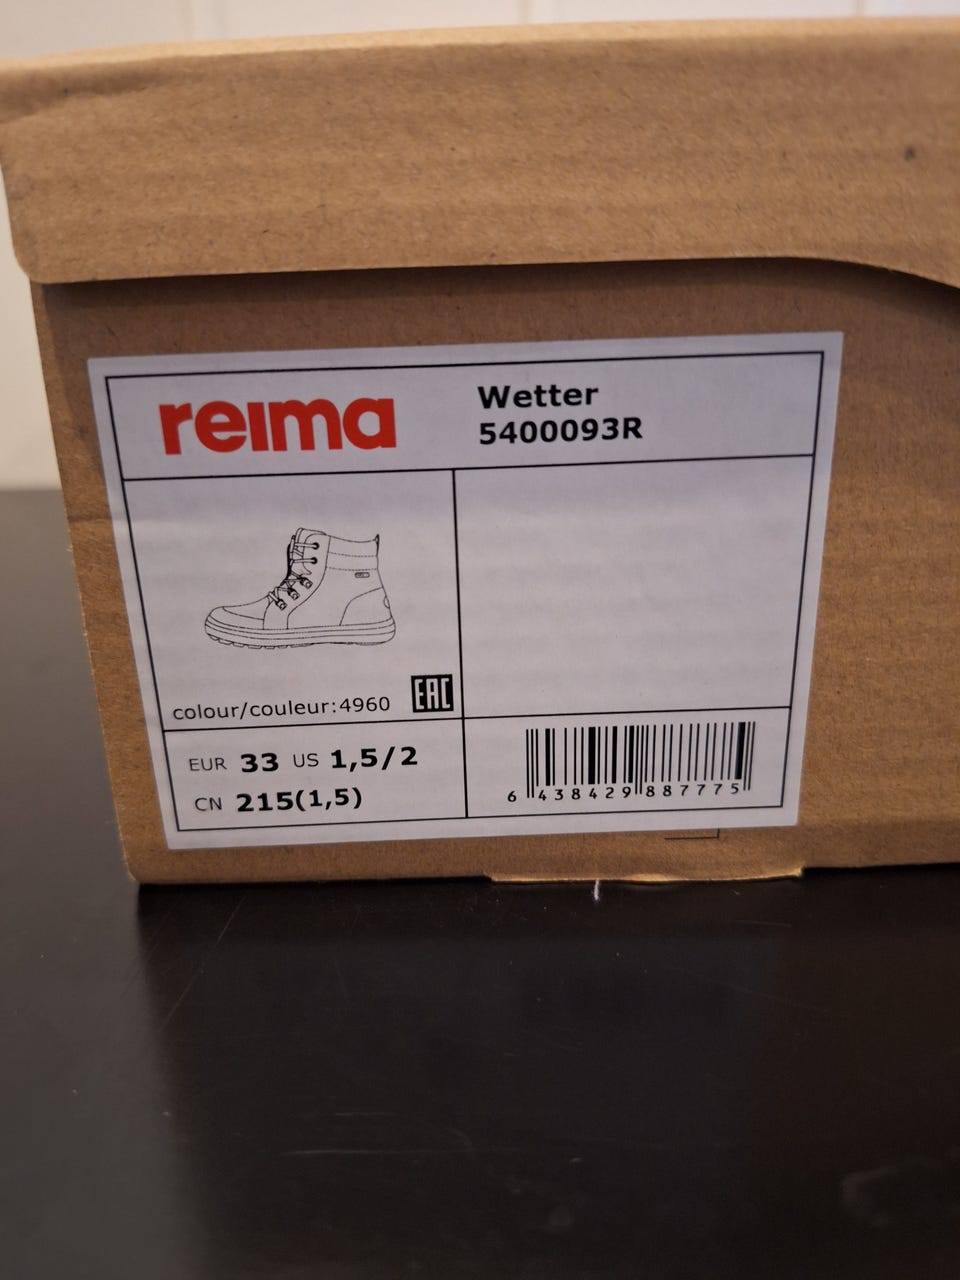 reima
Wetter
5400093R
colour/couleur:4960
EAC
EUR 33 US 1,5/2
CN 215(1,5)
6 438429 887775